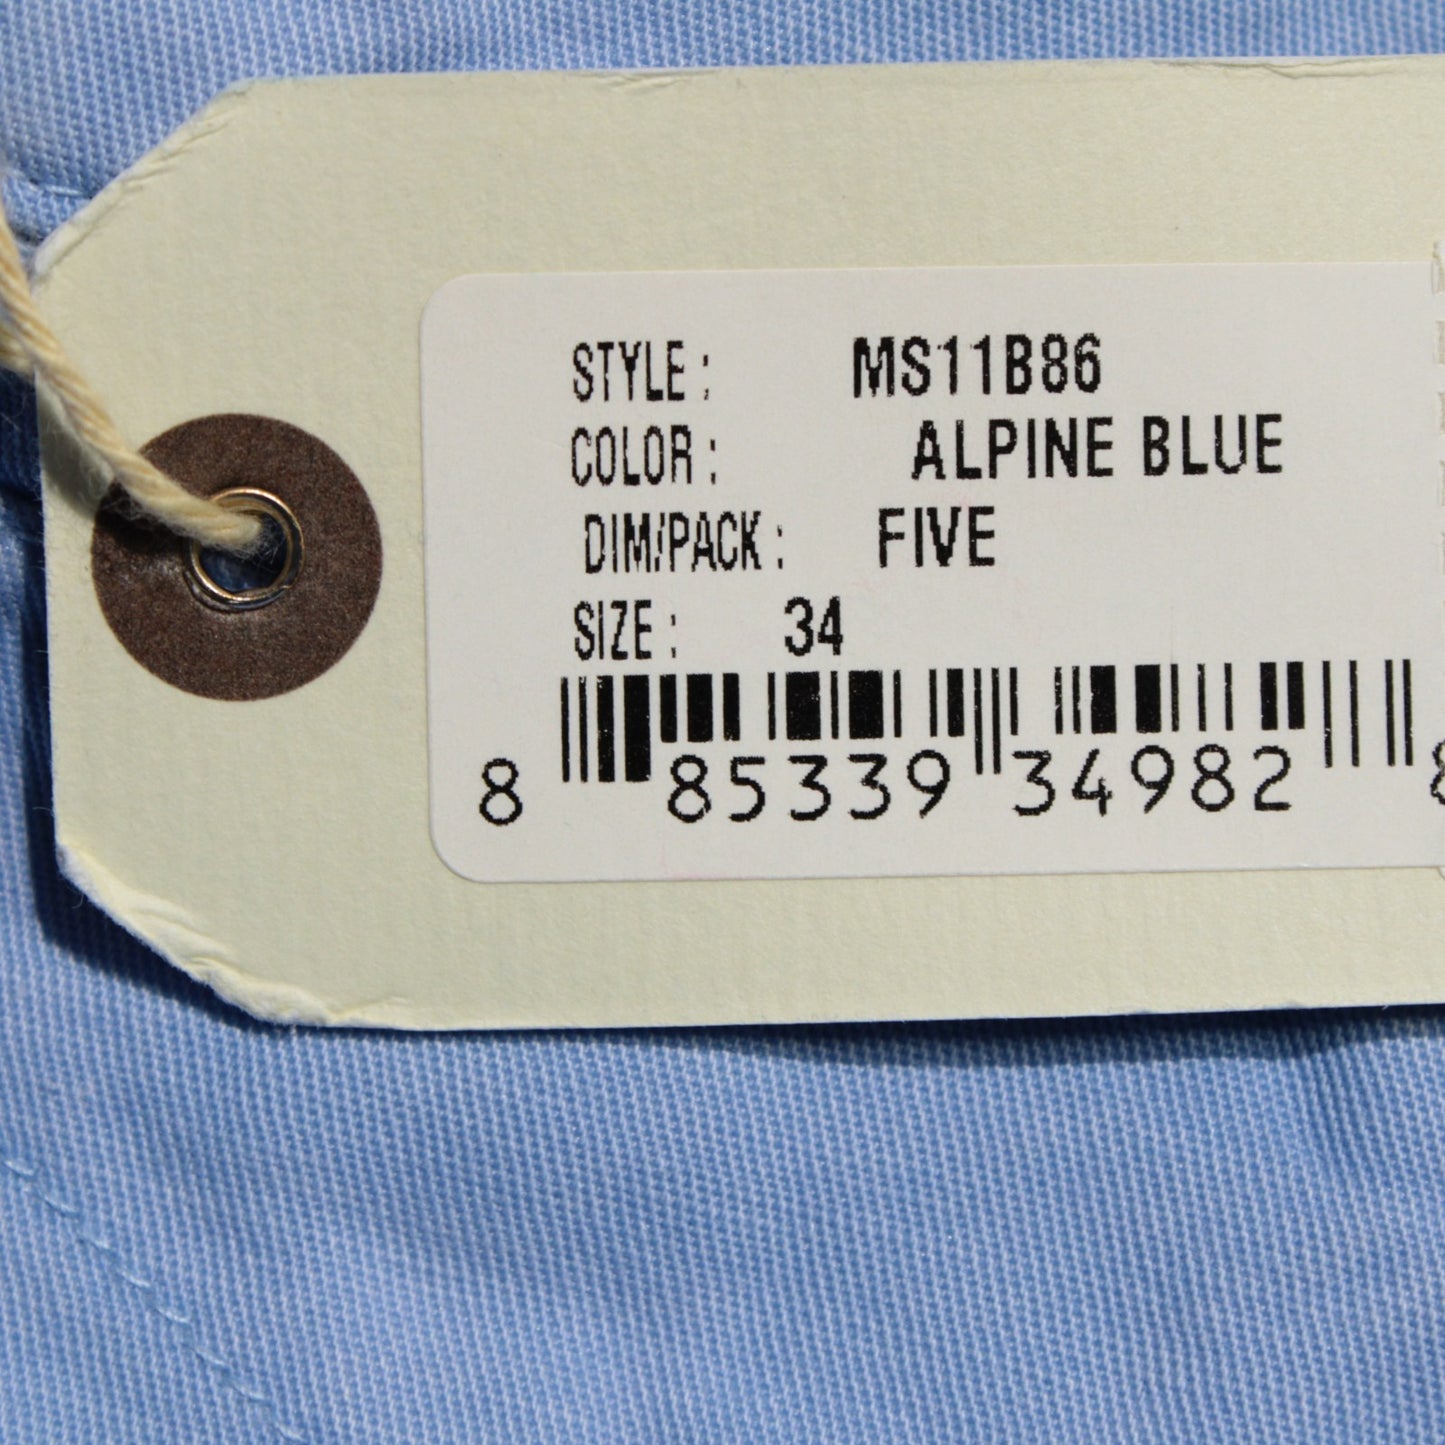 STYLE : MS11B86
COLOR : ALPINE BLUE
DIM/PACK : FIVE
SIZE : 34
8 85339 34982